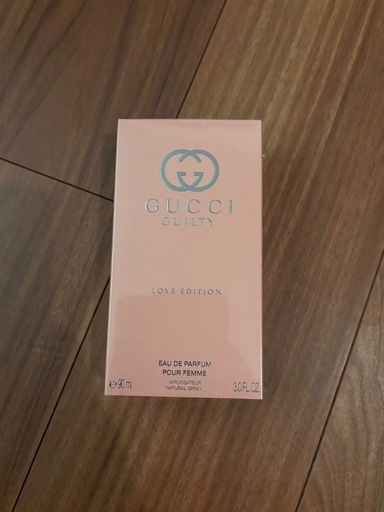 GUCCI
GUILTY
LOVE EDITION
EAU DE PARFUM
POUR FEMME
VAPORISATEUR
NATURAL SPRAY
℮ 90 ml 3.0 FL.OZ.